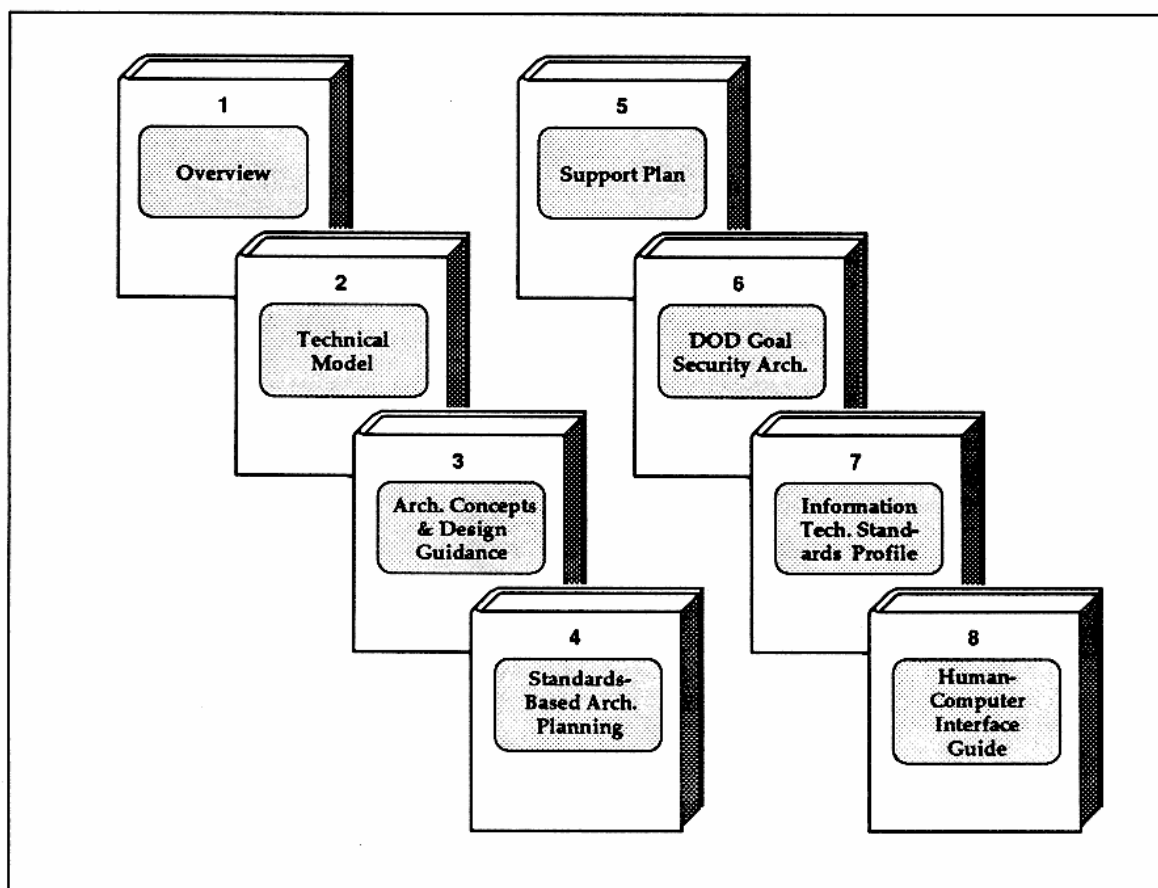 1
Overview
2
Technical
Model
3
Arch. Concepts
& Design
Guidance
4
Standards-
Based Arch.
Planning
5
Support Plan
6
DOD Goal
Security Arch.
7
Information
Tech. Stand-
ards Profile
8
Human-
Computer
Interface
Guide